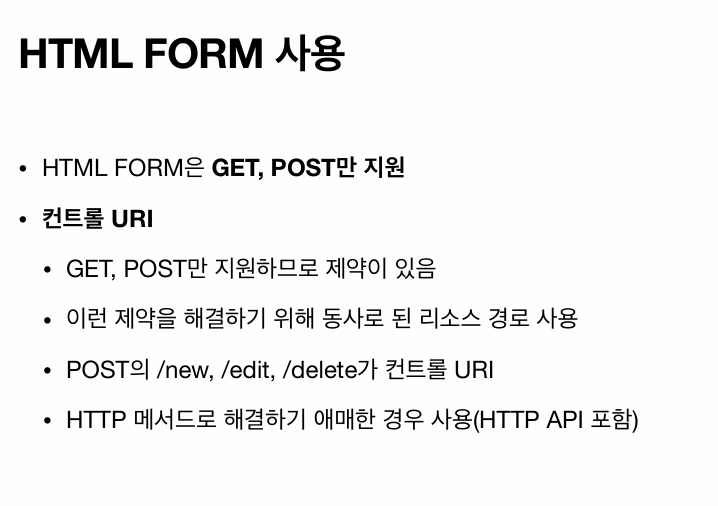 HTML FORM 사용
• HTML FORM은 GET, POST만 지원
• 컨트롤 URI
• GET, POST만 지원하므로 제약이 있음
• 이런 제약을 해결하기 위해 동사로 된 리소스 경로 사용
• POST의 /new, /edit, /delete가 컨트롤 URI
• HTTP 메서드로 해결하기 애매한 경우 사용(HTTP API 포함)